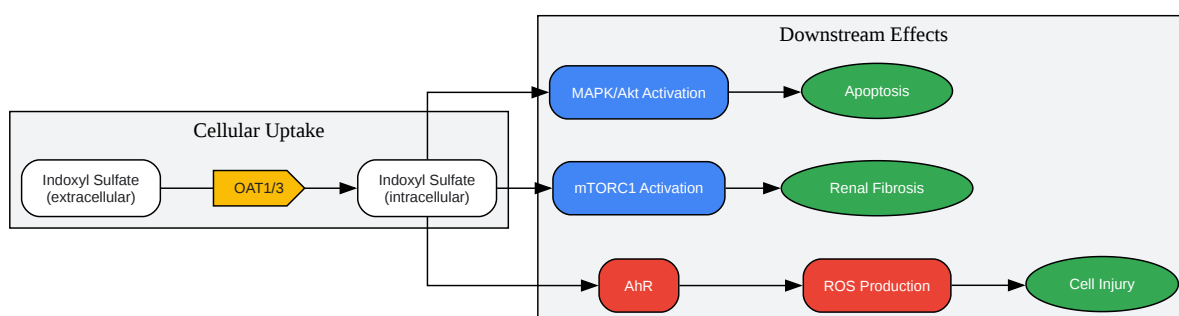 Downstream Effects
MAPK/Akt Activation
Apoptosis
Cellular Uptake
Indoxyl Sulfate
(extracellular)
OAT1/3
Indoxyl Sulfate
(intracellular)
mTORC1 Activation
Renal Fibrosis
AhR
ROS Production
Cell Injury